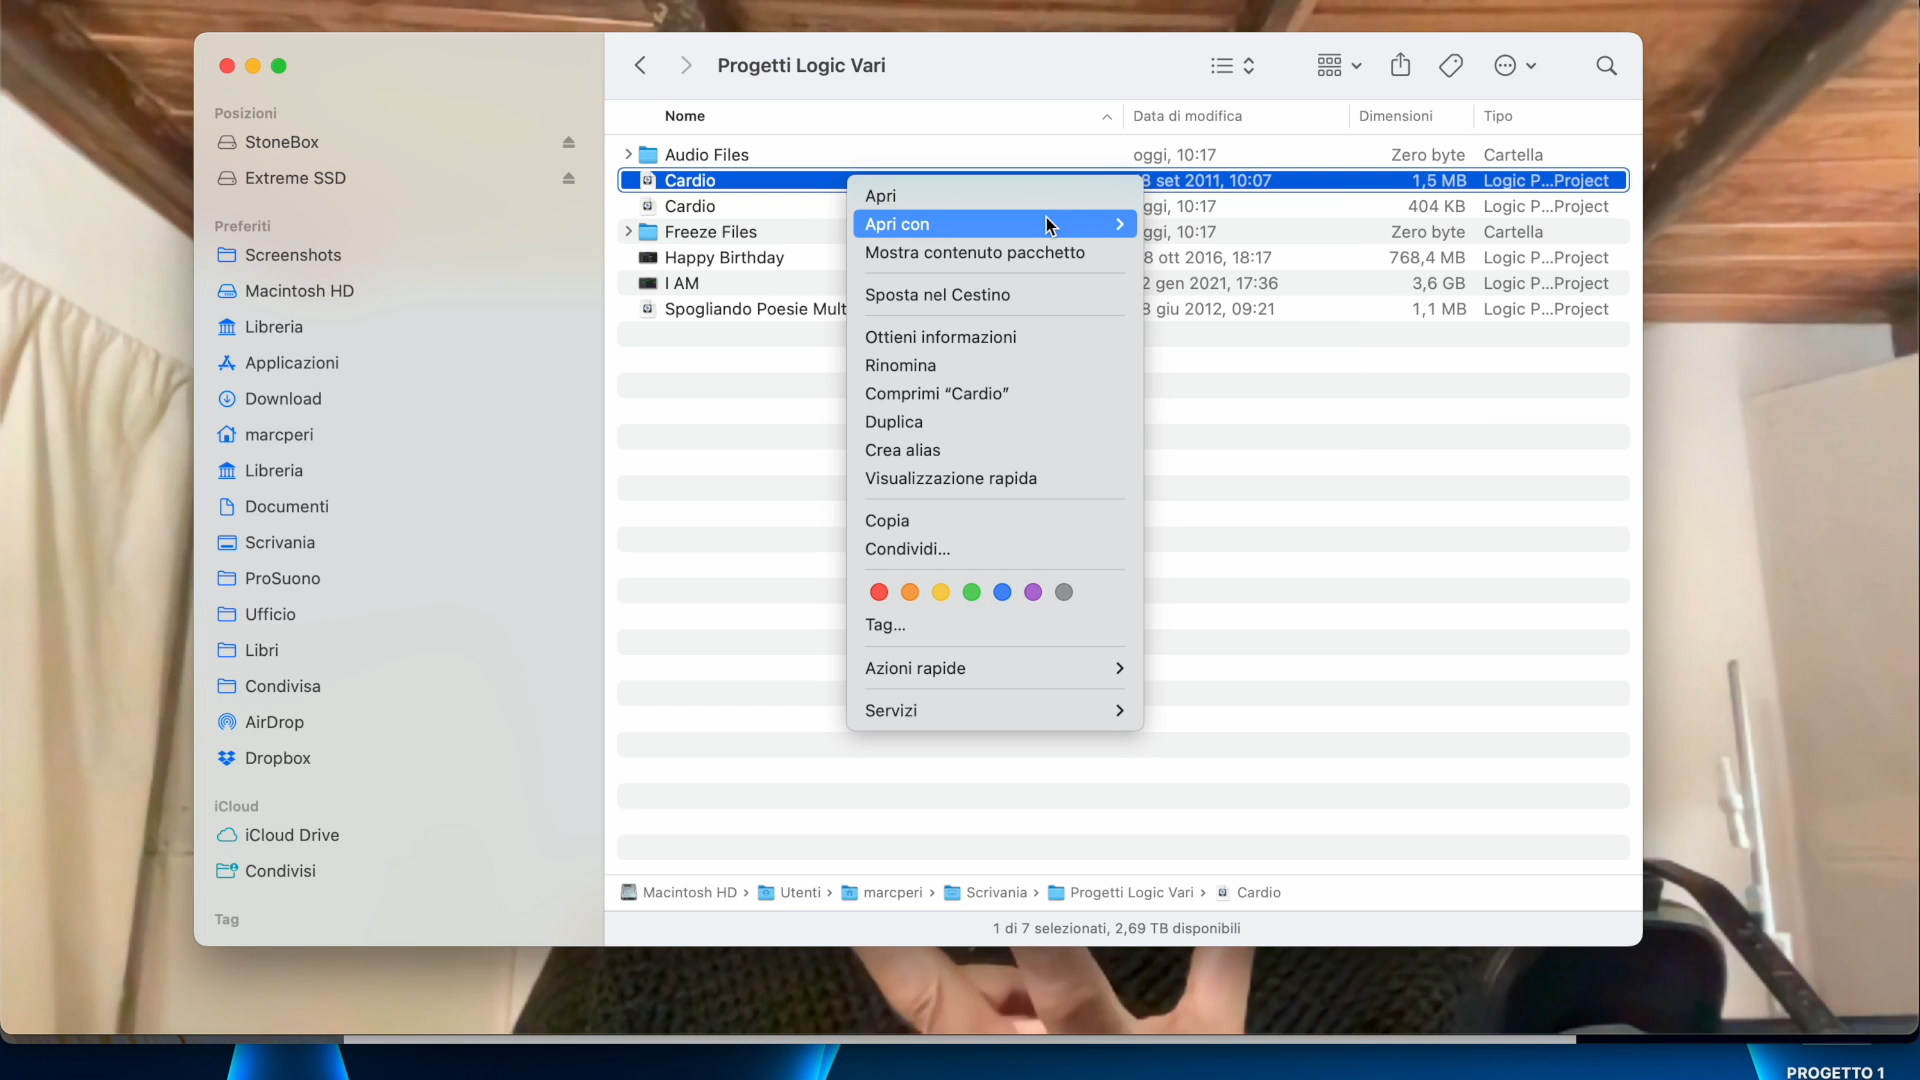 Progetti Logic Vari
Posizioni
StoneBox
Extreme SSD
Preferiti
Screenshots
Macintosh HD
Libreria
Applicazioni
Download
marcperi
Libreria
Documenti
Scrivania
ProSuono
Ufficio
Libri
Condivisa
AirDrop
Dropbox
iCloud
iCloud Drive
Condivisi
Tag
Nome Data di modifica Dimensioni Tipo
Audio Files oggi, 10:17 Zero byte Cartella
Cardio set 2011, 10:07 1,5 MB Logic P...Project
Cardio 10:17 404 KB Logic P...Project
Freeze Files 10:17 Zero byte Cartella
Happy Birthday ott 2016, 18:17 768,4 MB Logic P...Project
I AM gen 2021, 17:36 3,6 GB Logic P...Project
Spogliando Poesie giu 2012, 09:21 1,1 MB Logic P...Project
Apri
Apri con
Mostra contenuto pacchetto
Sposta nel Cestino
Ottieni informazioni
Rinomina
Comprimi “Cardio”
Duplica
Crea alias
Visualizzazione rapida
Copia
Condividi...
Tag...
Azioni rapide
Servizi
Macintosh HD › Utenti › marcperi › Scrivania › Progetti Logic Vari › Cardio
1 di 7 selezionati, 2,69 TB disponibili
PROGETTO 1